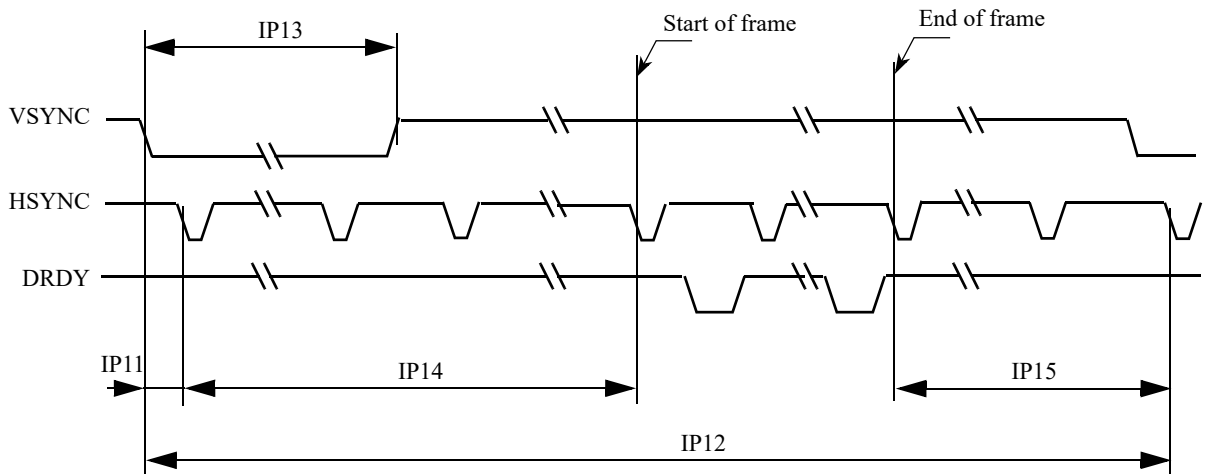 IP13
Start of frame
End of frame
VSYNC
HSYNC
DRDY
IP11
IP14
IP15
IP12